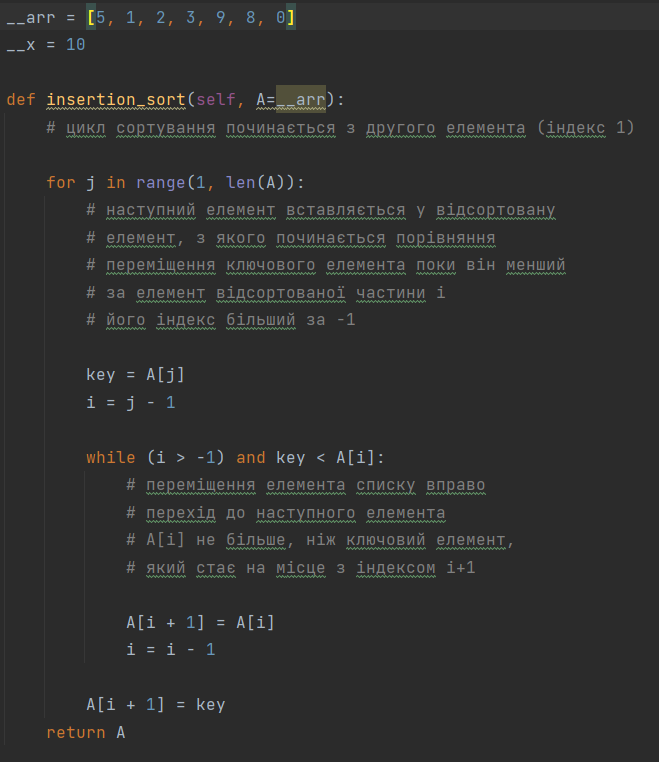 __arr = [5, 1, 2, 3, 9, 8, 0]
__x = 10
def insertion_sort(self, A=__arr):
# цикл сортування починається з другого елемента (індекс 1)
for j in range(1, len(A)):
# наступний елемент вставляється у відсортовану
# елемент, з якого починається порівняння
# переміщення ключового елемента поки він менший
# за елемент відсортованої частини і
# його індекс більший за -1
key = A[j]
i = j - 1
while (i > -1) and key < A[i]:
# переміщення елемента списку вправо
# перехід до наступного елемента
# A[i] не більше, ніж ключовий елемент,
# який стає на місце з індексом i+1
A[i + 1] = A[i]
i = i - 1
A[i + 1] = key
return A